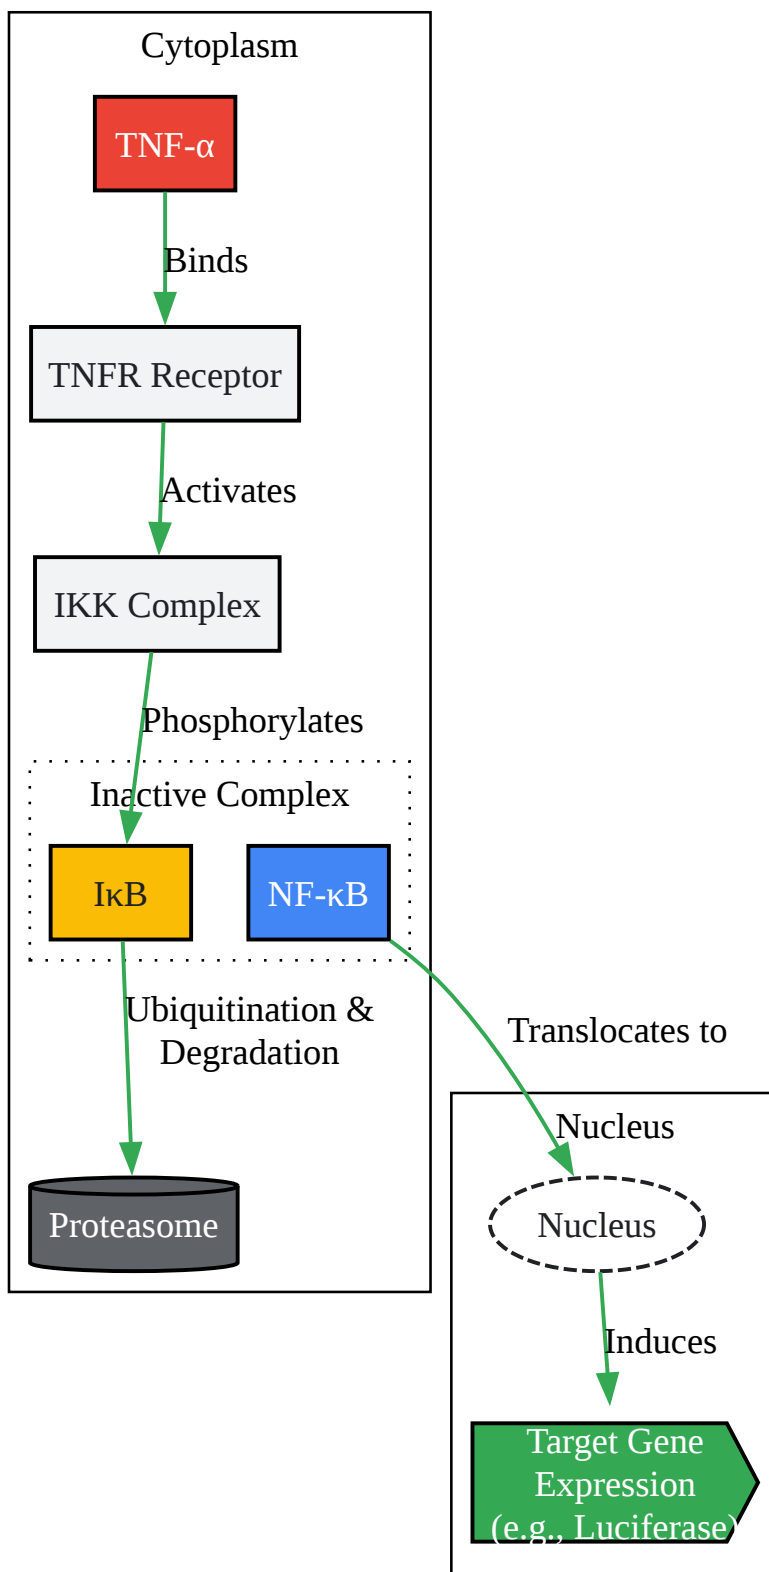 Cytoplasm
TNF-α
Binds
TNFR Receptor
Activates
IKK Complex
Phosphorylates
Inactive Complex
IκB
NF-κB
Ubiquitination &
Degradation
Translocates to
Nucleus
Proteasome
Nucleus
Induces
Target Gene
Expression
(e.g., Luciferase)